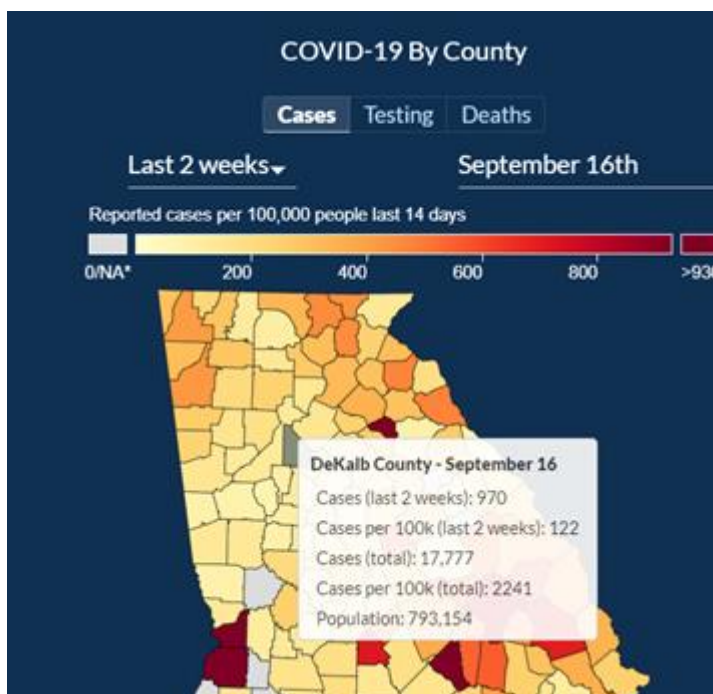 COVID-19 By County
Cases Testing Deaths
Last 2 weeks September 16th
Reported cases per 100,000 people last 14 days
0/NA* 200 400 600 800 >930
DeKalb County - September 16
Cases (last 2 weeks): 970
Cases per 100k (last 2 weeks): 122
Cases (total): 17,777
Cases per 100k (total): 2241
Population: 793,154